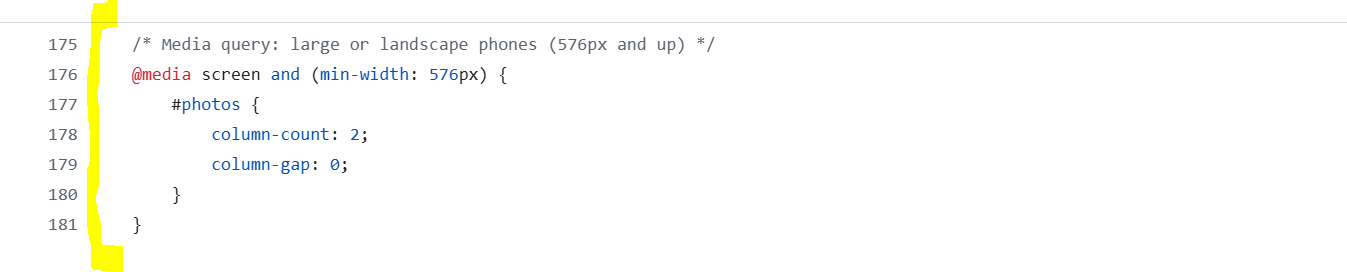 175 /* Media query: large or landscape phones (576px and up) */
176 @media screen and (min-width: 576px) {
177     #photos {
178         column-count: 2;
179         column-gap: 0;
180     }
181 }